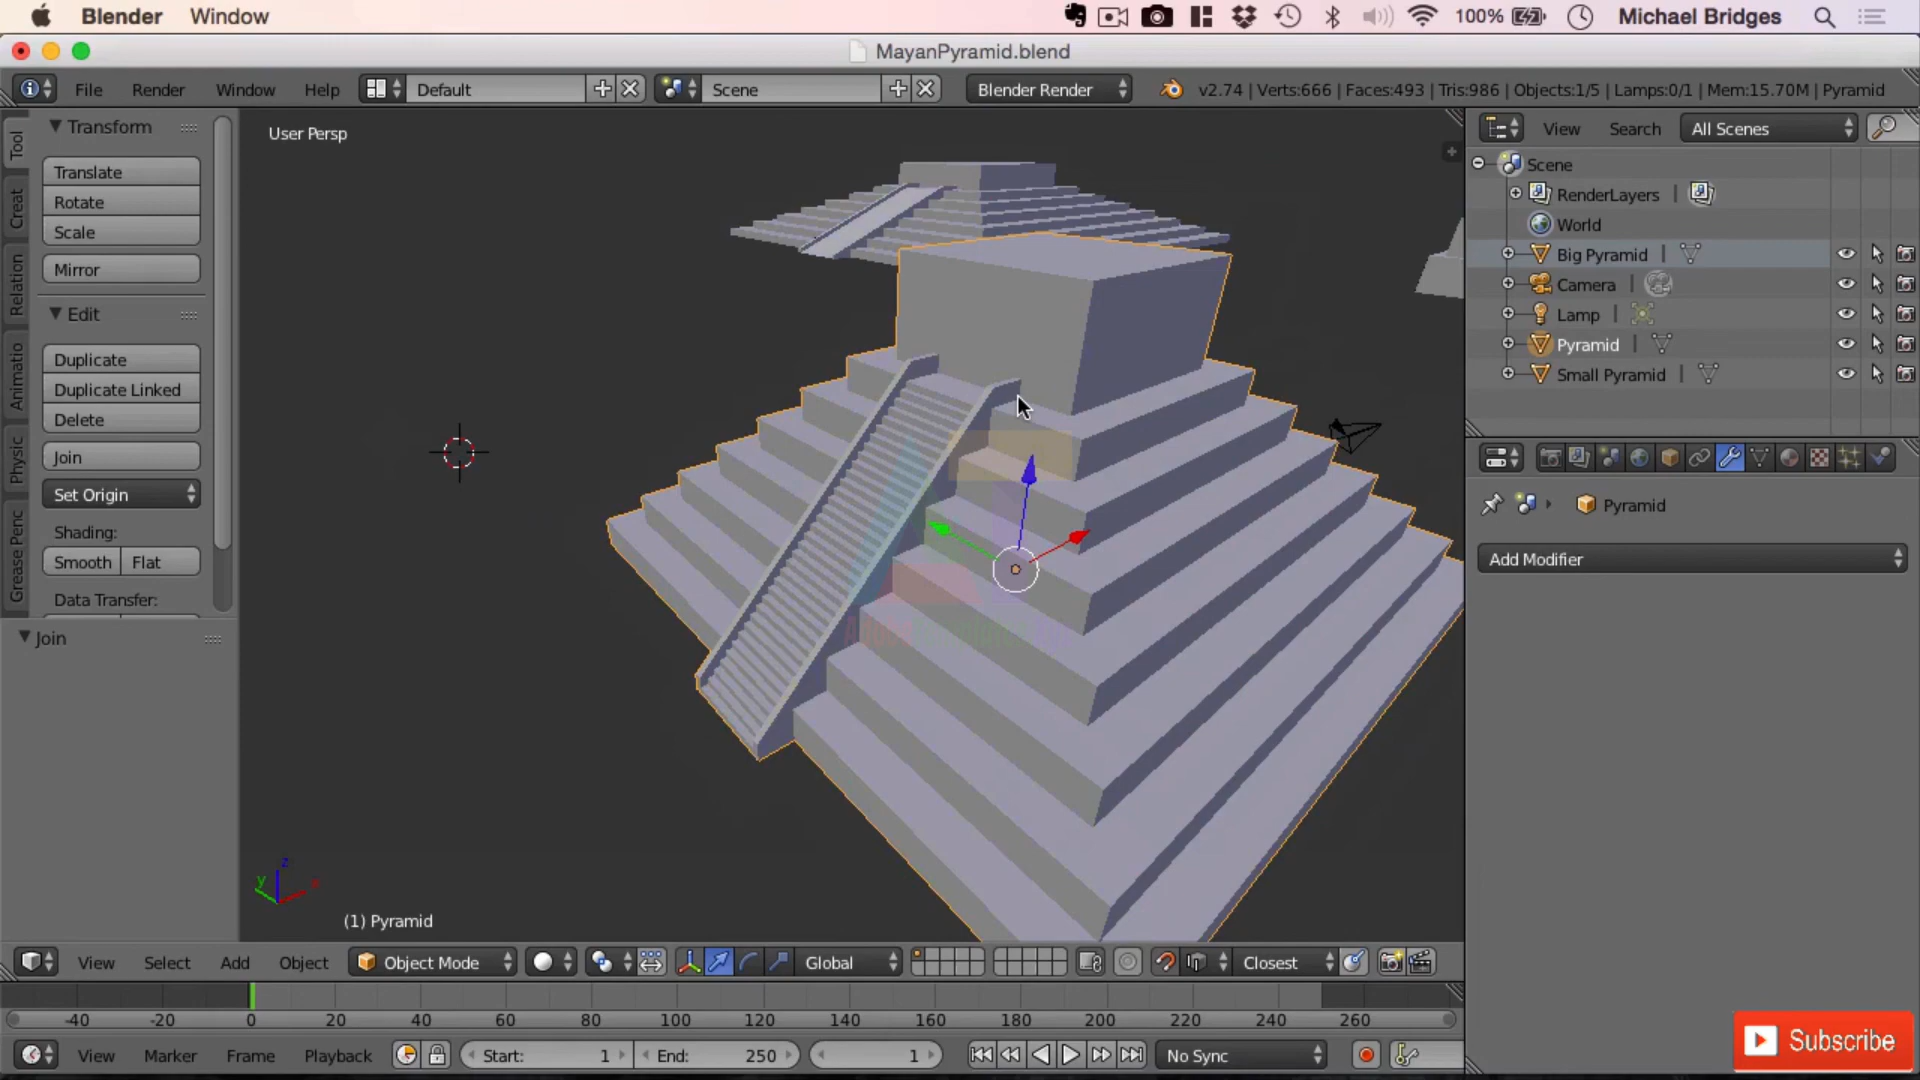 Blender Window 100% Michael Bridges
MayanPyramid.blend
File Render Window Help Default Scene Blender Render v2.74 | Verts:666 | Faces:493 | Tris:986 | Objects:1/5 | Lamps:0/1 | Mem:15.70M | Pyramid
Tool
Creat
Relation
Animatio
Physic
Grease Penc
Transform
Translate
Rotate
Scale
Mirror
Edit
Duplicate
Duplicate Linked
Delete
Join
Set Origin
Shading:
Smooth Flat
Data Transfer:
Join
User Persp
z
y
x
(1) Pyramid
View Search All Scenes
Scene
RenderLayers |
World
Big Pyramid |
Camera |
Lamp |
Pyramid |
Small Pyramid |
Pyramid
Add Modifier
View Select Add Object Object Mode Global Closest
-40 -20 0 20 40 60 80 100 120 140 160 180 200 220 240 260
View Marker Frame Playback Start: 1 End: 250 1 No Sync
Subscribe